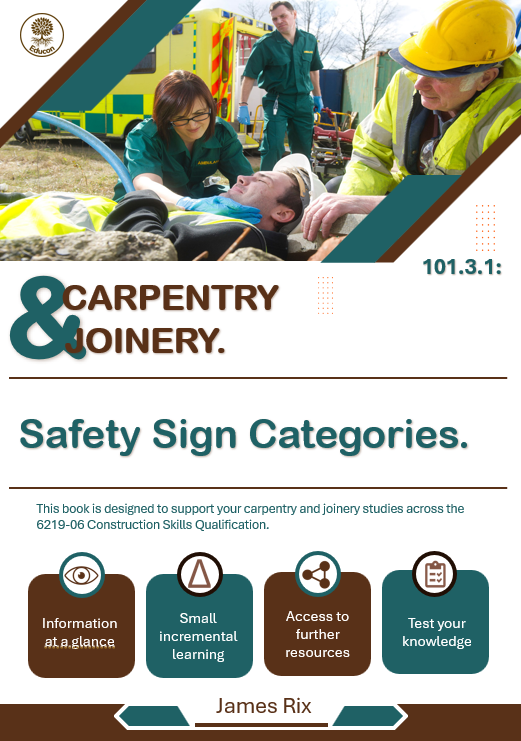 Educon
101.3.1:
&
CARPENTRY
JOINERY.
Safety Sign Categories.
This book is designed to support your carpentry and joinery studies across the
6219-06 Construction Skills Qualification.
Information
at a glance
Small
incremental
learning
Access to
further
resources
Test your
knowledge
James Rix